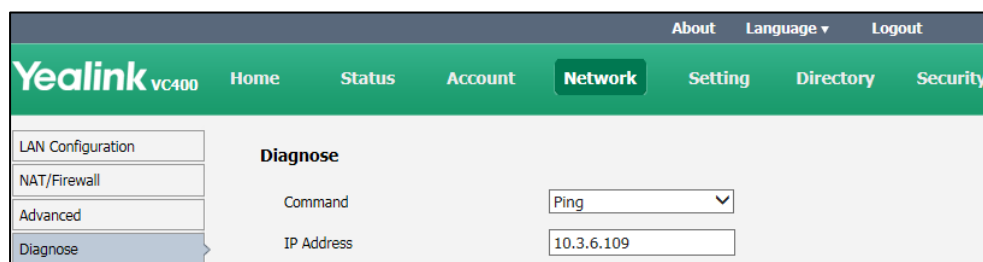 About Language ▾ Logout
Yealink VC400 Home Status Account Network Setting Directory Security
LAN Configuration
Diagnose
NAT/Firewall
Command Ping
Advanced
IP Address 10.3.6.109
Diagnose